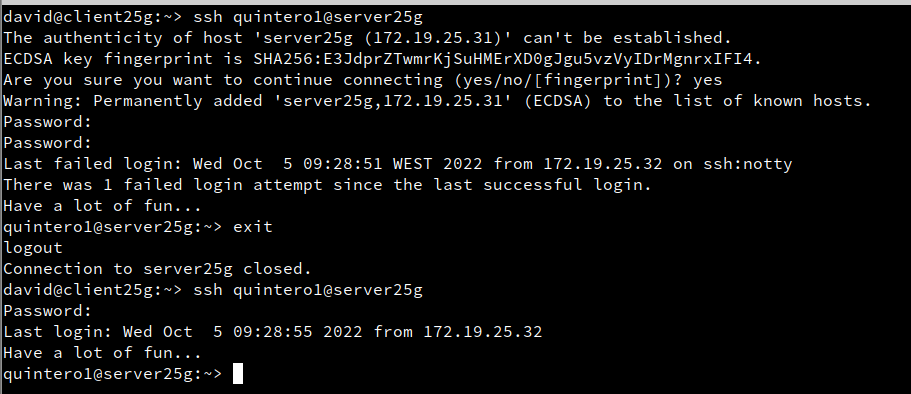 david@client25g:~> ssh quintero1@server25g
The authenticity of host 'server25g (172.19.25.31)' can't be established.
ECDSA key fingerprint is SHA256:E3JdprZTwmrKjSuHMErXD0gJgu5vzVyIDrMgnrxIFI4.
Are you sure you want to continue connecting (yes/no/[fingerprint])? yes
Warning: Permanently added 'server25g,172.19.25.31' (ECDSA) to the list of known hosts.
Password:
Password:
Last failed login: Wed Oct  5 09:28:51 WEST 2022 from 172.19.25.32 on ssh:notty
There was 1 failed login attempt since the last successful login.
Have a lot of fun...
quintero1@server25g:~> exit
logout
Connection to server25g closed.
david@client25g:~> ssh quintero1@server25g
Password:
Last login: Wed Oct  5 09:28:55 2022 from 172.19.25.32
Have a lot of fun...
quintero1@server25g:~>